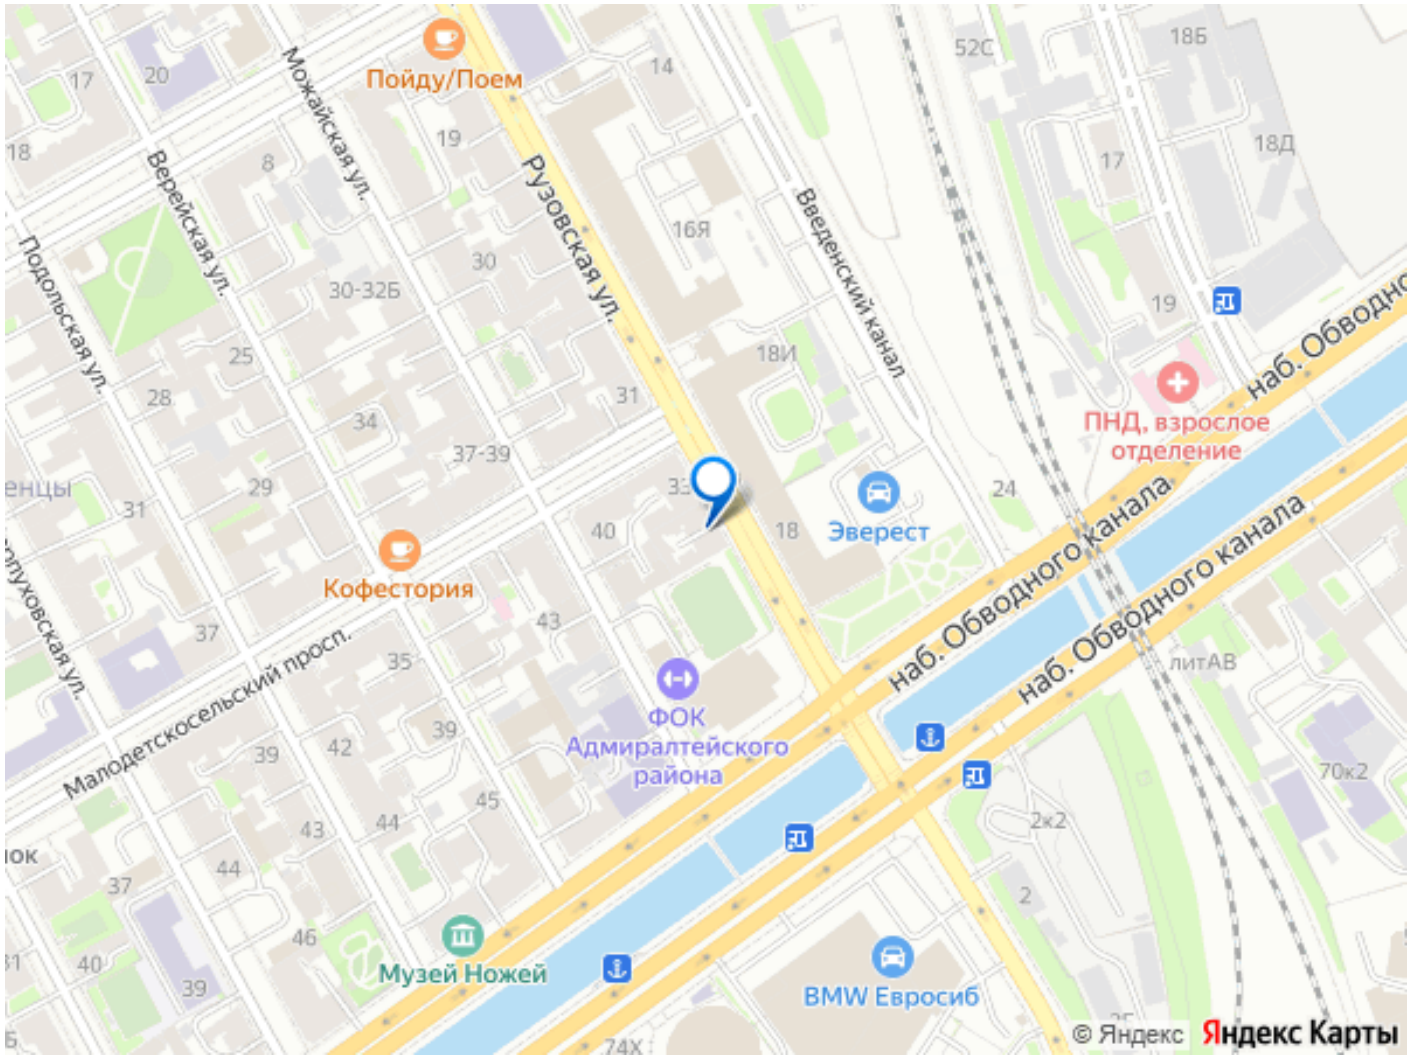 52С
18Б
Пойду/Поем
14
17
20
Можайская ул.
18
Верейская ул.
8
19
17
18Д
Рузовская ул.
Введенский канал
16Я
Подольская ул.
30
30-32Б
19
наб. Обводно
25
18И
28
31
34
ПНД, взрослое
отделение
37-39
енцы
29
33
24
31
40
18
Эверест
наб. Обводного канала
наб. Обводного канала
Кофестория
37
43
Малодетскосельский просп.
35
литАВ
ФОК
Адмиралтейского
района
39
42
39
70к2
45
44
43
2к2
ок
44
37
2
46
40
39
Музей Ножей
BMW Евросиб
74Х
© Яндекс
Яндекс Карты